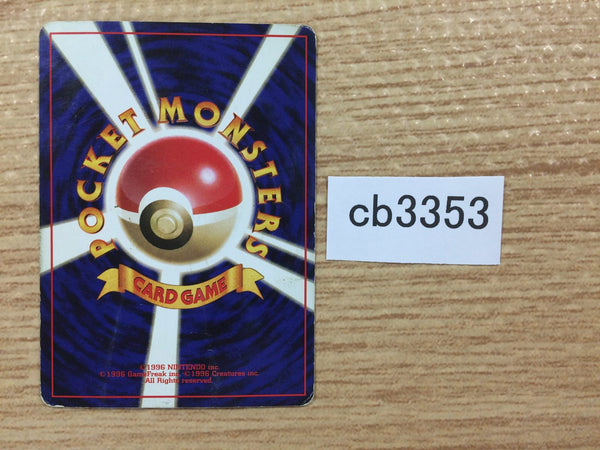 POCKET MONSTERS
CARD GAME
©1996 NINTENDO inc.
©1996 GameFreak inc. ©1996 Creatures inc.
All Rights reserved.
cb3353